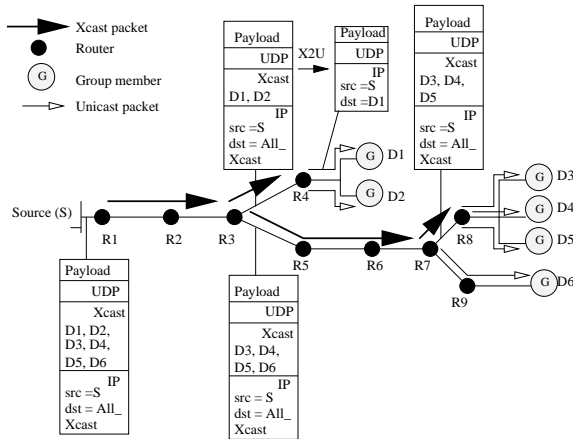 Xcast packet
Router
G
Group member
Unicast packet
Payload
UDP
Xcast
D1, D2
IP
src =S
dst = All_
Xcast
X2U
Payload
UDP
IP
src =S
dst =D1
Payload
UDP
Xcast
D3, D4,
D5
IP
src =S
dst = All_
Xcast
G
D1
G
D2
R4
G
D3
G
D4
G
D5
Source (S)
R1
R2
R3
R5
R6
R7
R8
R9
G
D6
Payload
UDP
Xcast
D1, D2,
D3, D4,
D5, D6
IP
src =S
dst = All_
Xcast
Payload
UDP
Xcast
D3, D4,
D5, D6
IP
src =S
dst = All_
Xcast